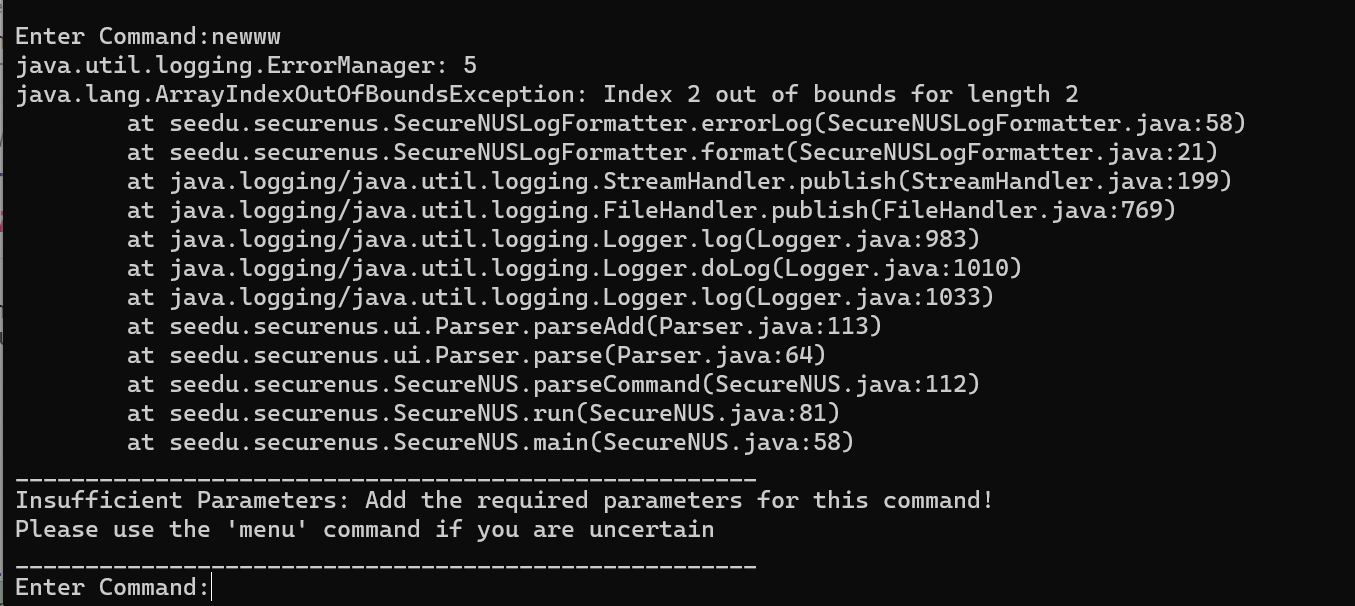 Enter Command:newww
java.util.logging.ErrorManager: 5
java.lang.ArrayIndexOutOfBoundsException: Index 2 out of bounds for length 2
        at seedu.securenus.SecureNUSLogFormatter.errorLog(SecureNUSLogFormatter.java:58)
        at seedu.securenus.SecureNUSLogFormatter.format(SecureNUSLogFormatter.java:21)
        at java.logging/java.util.logging.StreamHandler.publish(StreamHandler.java:199)
        at java.logging/java.util.logging.FileHandler.publish(FileHandler.java:769)
        at java.logging/java.util.logging.Logger.log(Logger.java:983)
        at java.logging/java.util.logging.Logger.doLog(Logger.java:1010)
        at java.logging/java.util.logging.Logger.log(Logger.java:1033)
        at seedu.securenus.ui.Parser.parseAdd(Parser.java:113)
        at seedu.securenus.ui.Parser.parse(Parser.java:64)
        at seedu.securenus.SecureNUS.parseCommand(SecureNUS.java:112)
        at seedu.securenus.SecureNUS.run(SecureNUS.java:81)
        at seedu.securenus.SecureNUS.main(SecureNUS.java:58)
_____________________________________________________
Insufficient Parameters: Add the required parameters for this command!
Please use the 'menu' command if you are uncertain
_____________________________________________________
Enter Command: